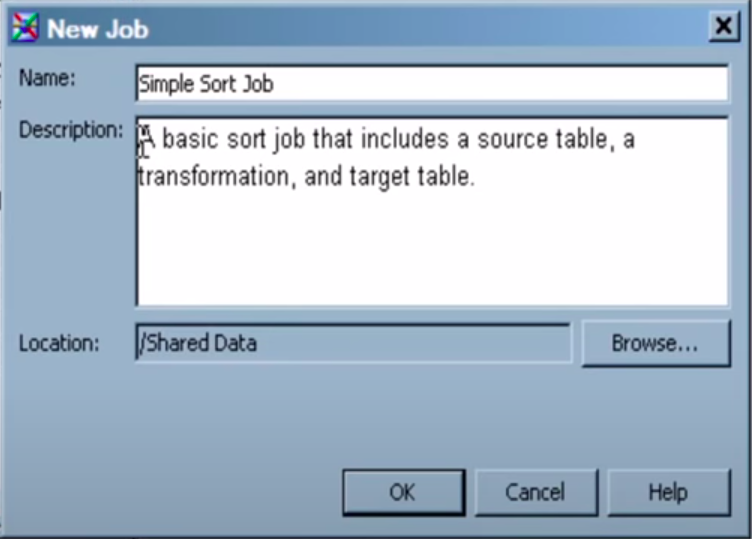 New Job
Name: Simple Sort Job
Description: A basic sort job that includes a source table, a
transformation, and target table.
Location: /Shared Data Browse...
OK Cancel Help